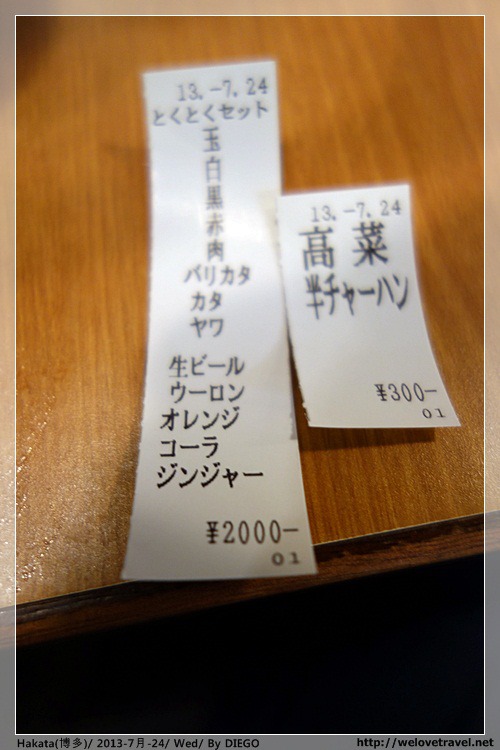 13.-7.24
とくとくセット
玉
白
黒
赤
肉
バリカタ
カタ
ヤワ
生ビール
ウーロン
オレンジ
コーラ
ジンジャー
¥2000-
01
13.-7.24
高菜
半チャーハン
¥300-
01
Hakata(博多)/ 2013-7月-24/ Wed/ By DIEGO
http://welovetravel.net